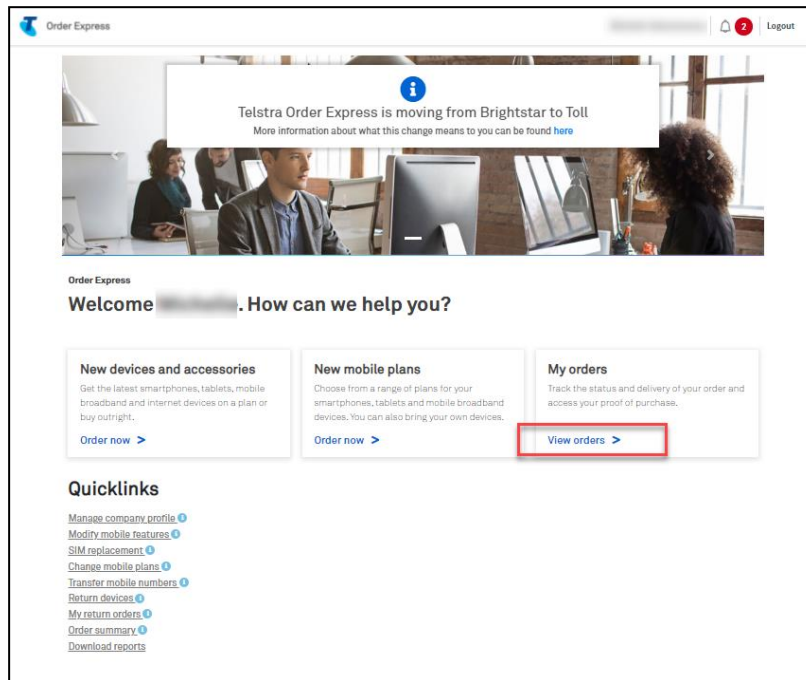 Order Express
2
Logout
Telstra Order Express is moving from Brightstar to Toll
More information about what this change means to you can be found here
Order Express
Welcome . How can we help you?
New devices and accessories
Get the latest smartphones, tablets, mobile
broadband and internet devices on a plan or
buy outright.
Order now >
New mobile plans
Choose from a range of plans for your
smartphones, tablets and mobile broadband
devices. You can also bring your own devices.
Order now >
My orders
Track the status and delivery of your order and
access your proof of purchase.
View orders >
Quicklinks
Manage company profile
Modify mobile features
SIM replacement
Change mobile plans
Transfer mobile numbers
Return devices
My return orders
Order summary
Download reports